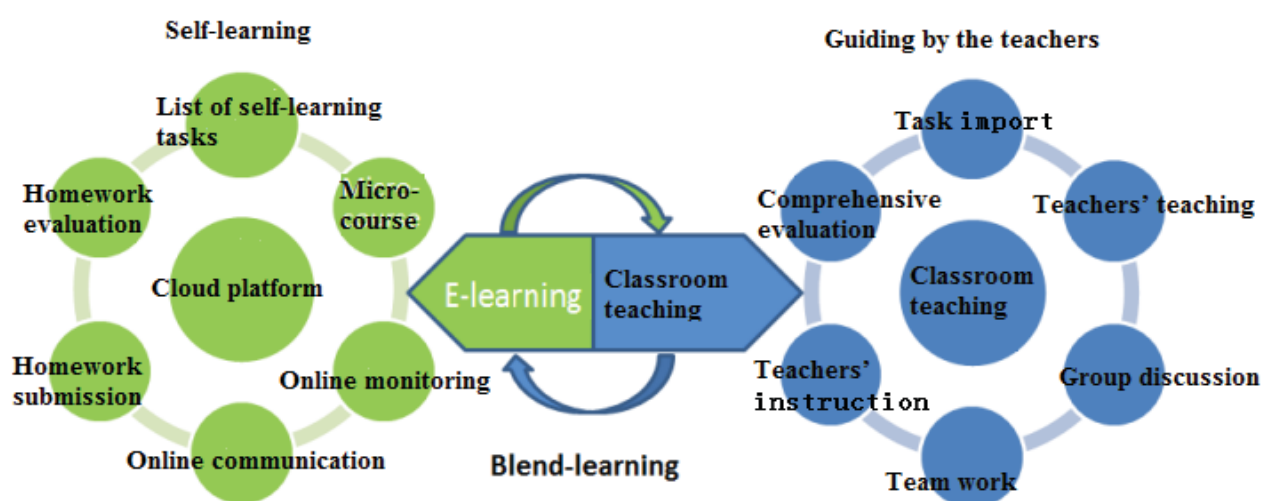 Self-learning
Guiding by the teachers
List of self-learning
tasks
Micro-
course
Online monitoring
Online communication
Homework
submission
Homework
evaluation
Cloud platform
E-learning
Classroom
teaching
Blend-learning
Task import
Teachers' teaching
Group discussion
Team work
Teachers'
instruction
Comprehensive
evaluation
Classroom
teaching